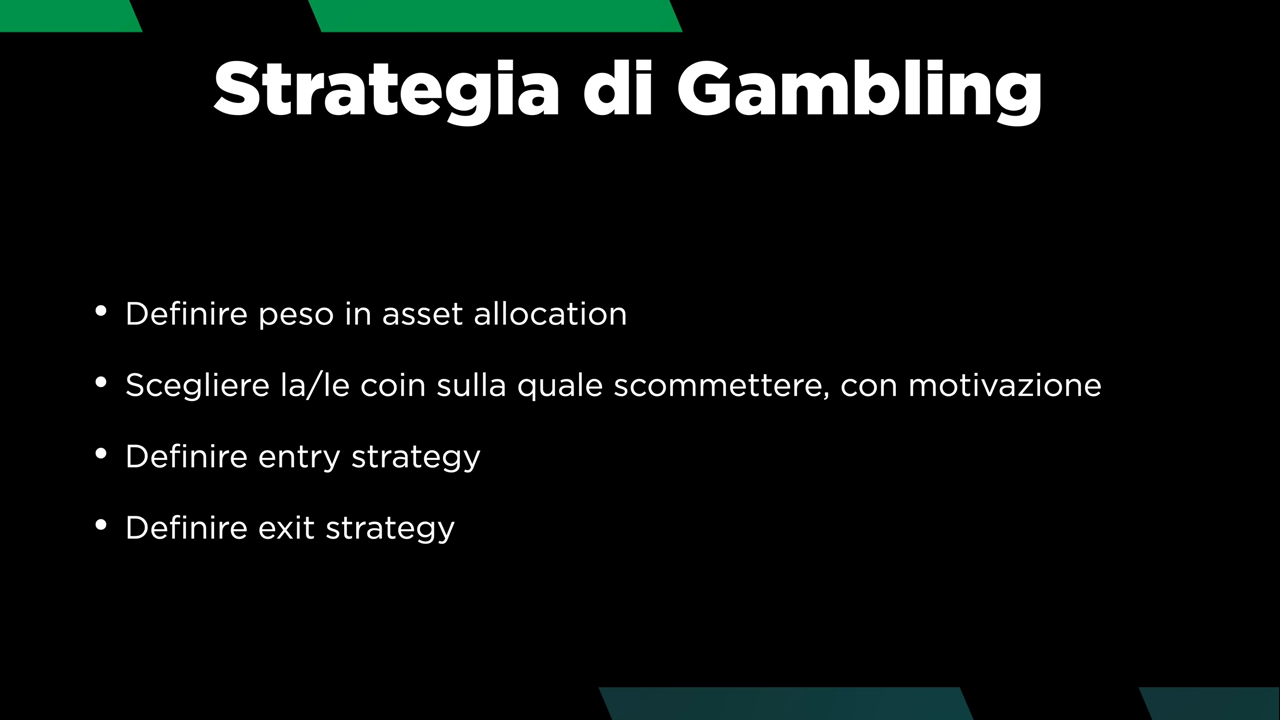 Strategia di Gambling
• Definire peso in asset allocation
• Scegliere la/le coin sulla quale scommettere, con motivazione
• Definire entry strategy
• Definire exit strategy